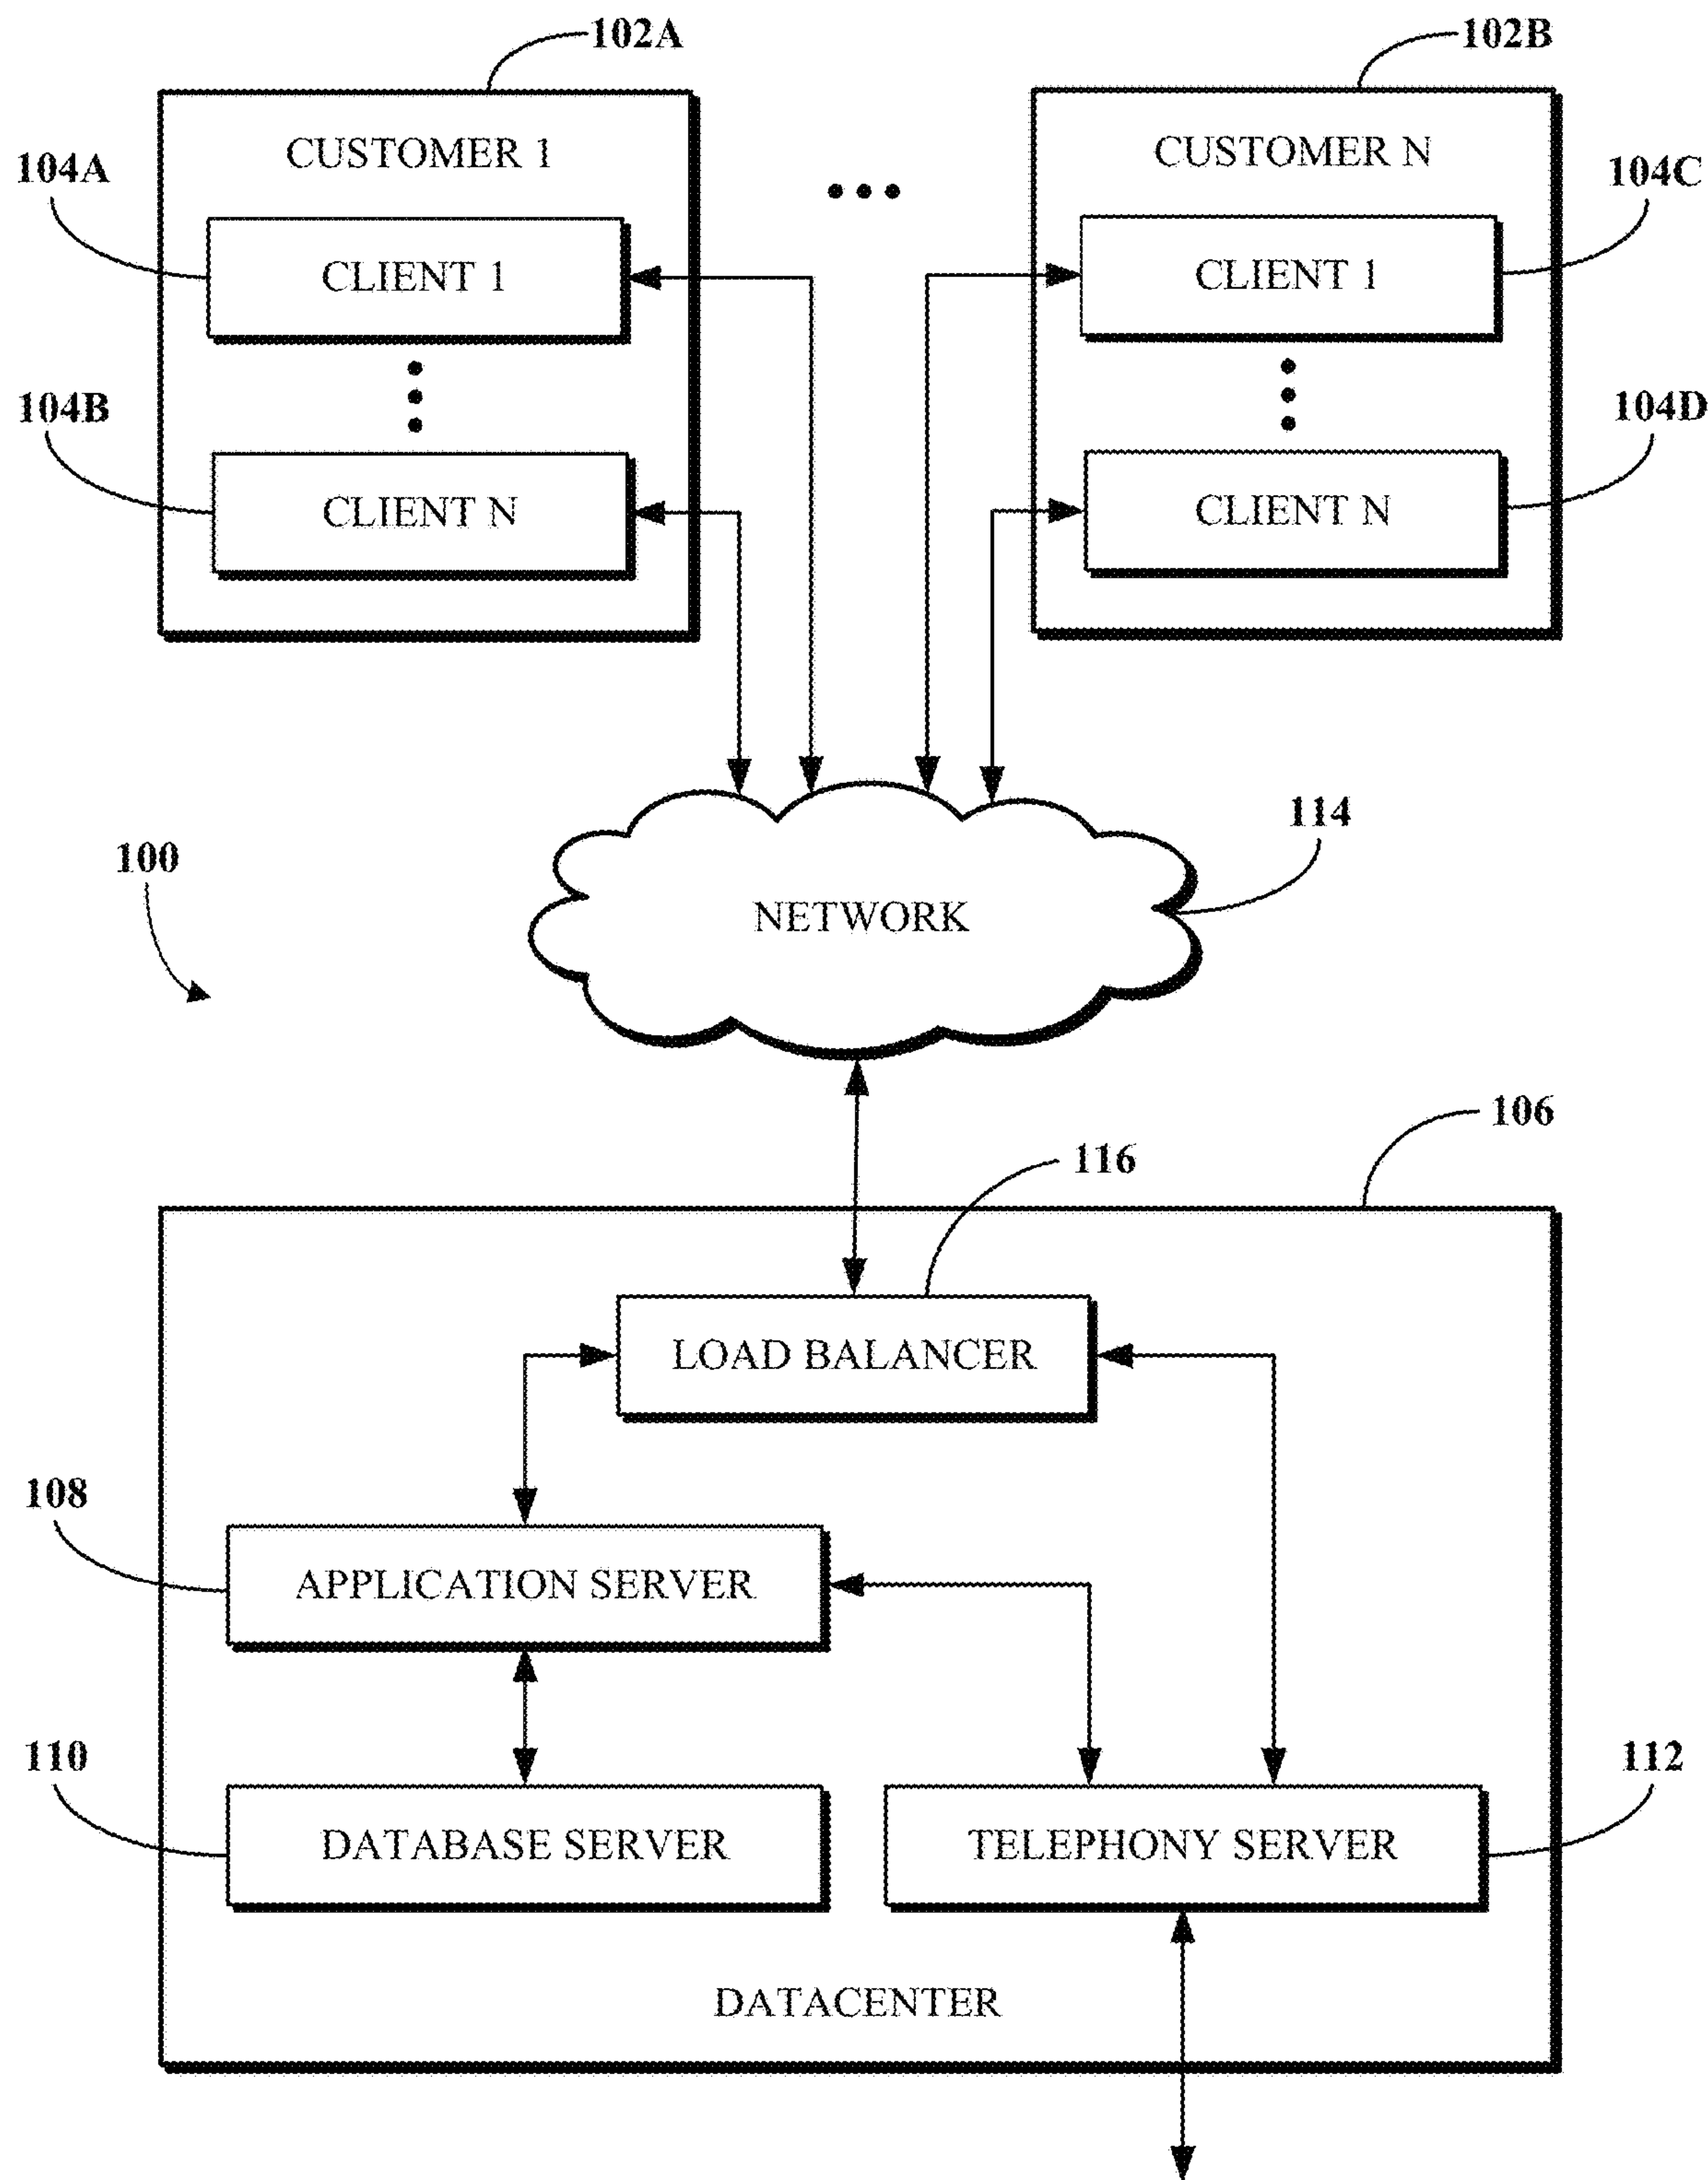 102A
102B
CUSTOMER 1
CUSTOMER N
104A
104C
CLIENT 1
CLIENT 1
104B
104D
CLIENT N
CLIENT N
114
100
NETWORK
106
116
LOAD BALANCER
108
APPLICATION SERVER
110
112
DATABASE SERVER
TELEPHONY SERVER
DATACENTER